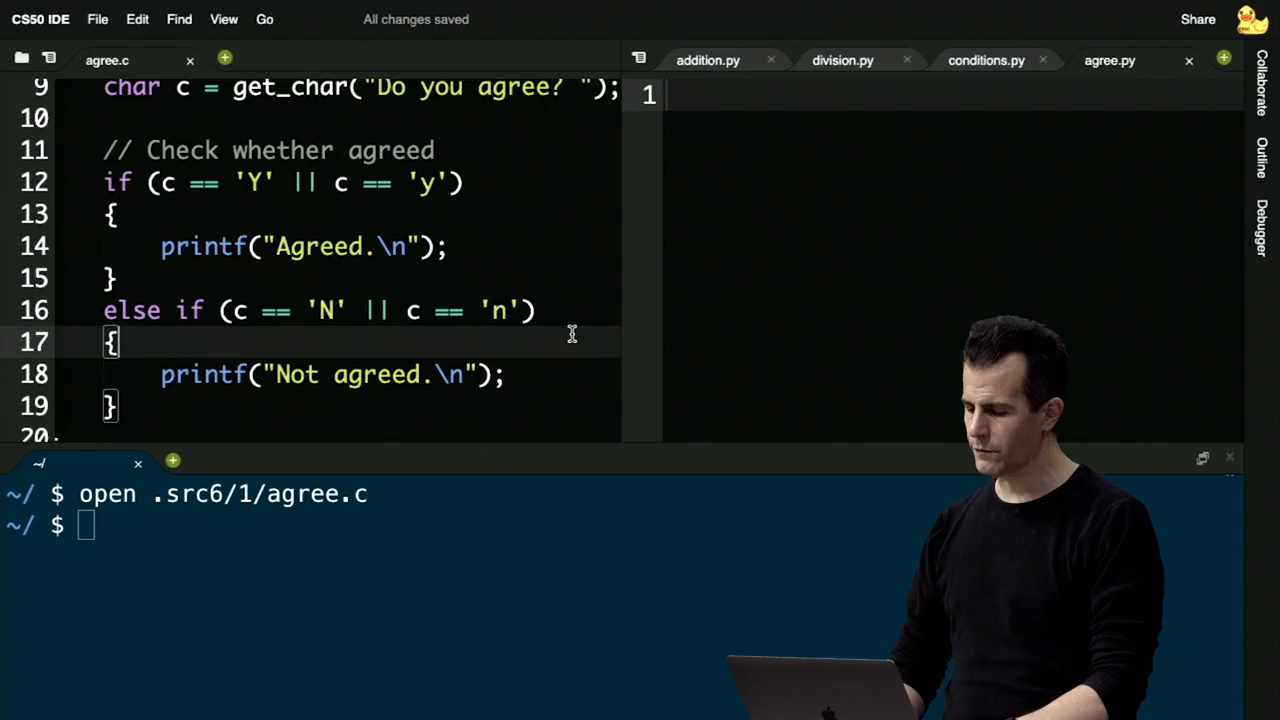 CS50 IDE File Edit Find View Go All changes saved Share
agree.c addition.py division.py conditions.py agree.py
9 char c = get_char("Do you agree? ");
10
11 // Check whether agreed
12 if (c == 'Y' || c == 'y')
13 {
14 printf("Agreed.\n");
15 }
16 else if (c == 'N' || c == 'n')
17 {
18 printf("Not agreed.\n");
19 }
20
1
Collaborate
Outline
Debugger
~/
~/ $ open .src6/1/agree.c
~/ $